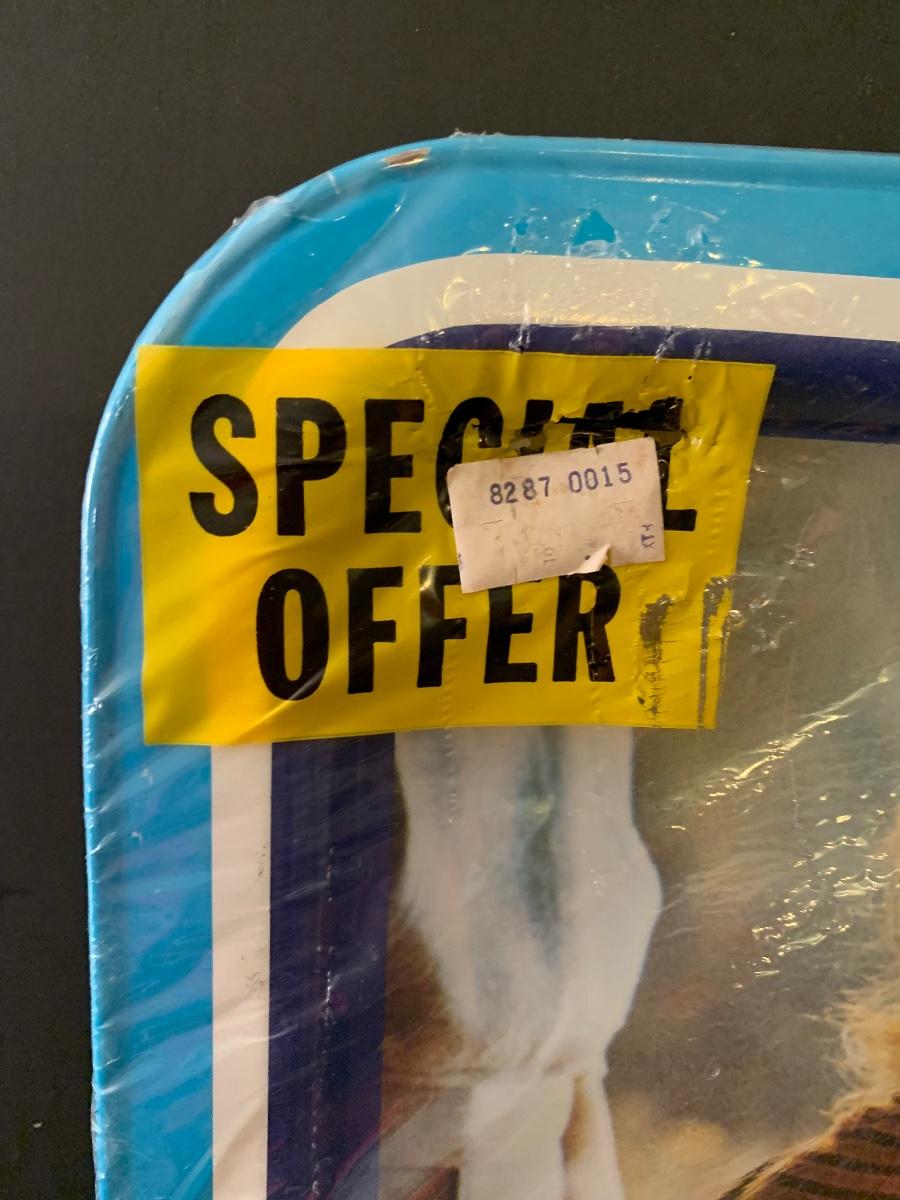 SPECIAL
8287 0015
OFFER